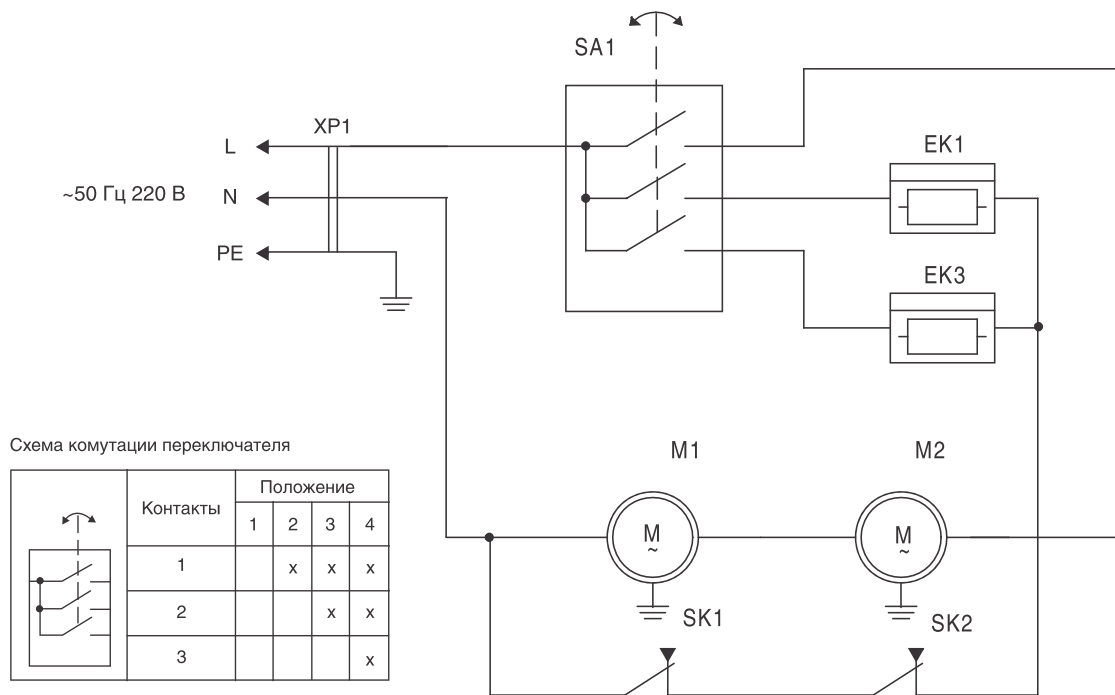 SA1
XP1
L
EK1
~50 Гц 220 В
N
PE
EK3
Схема комутации переключателя
M1
M2
Контакты
Положение
1 2 3 4
1 x x x
2 x x
3 x
M
~
M
~
SK1
SK2